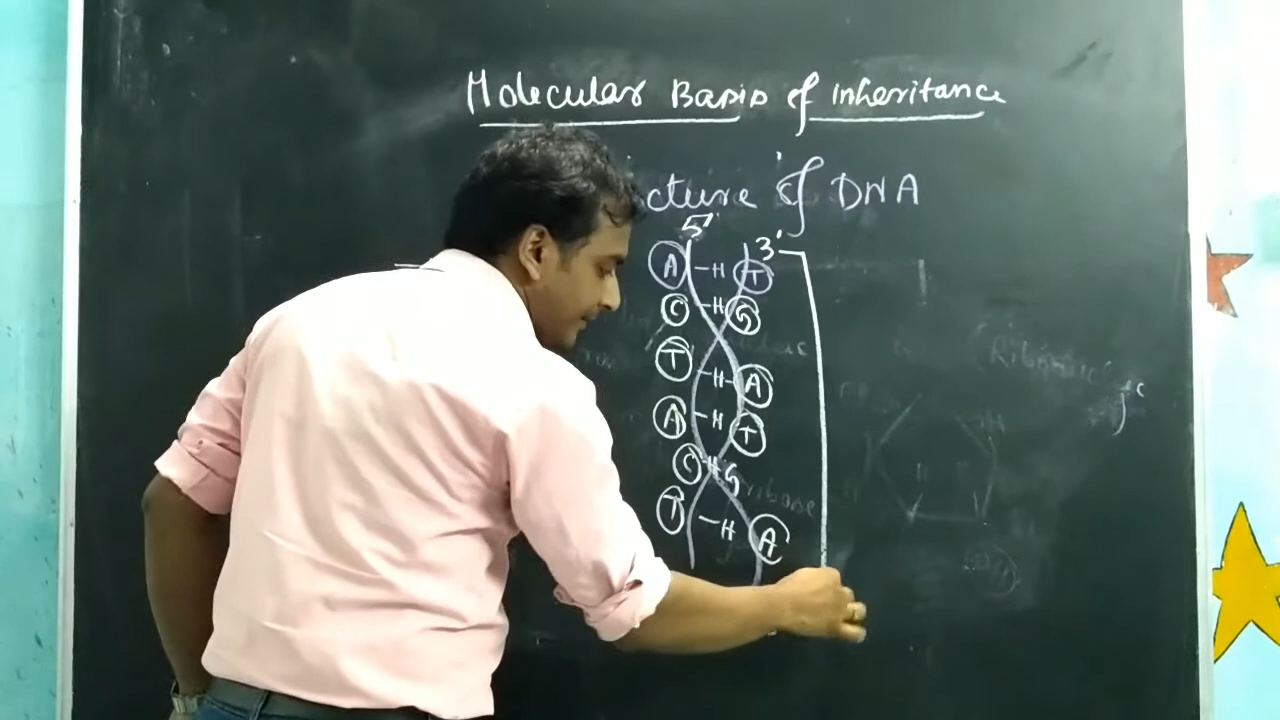 Molecular Basis of inheritance
cture of DNA
5' 3'
A -H T
C -H G
T -H- A
A -H T
C H G
T -H A